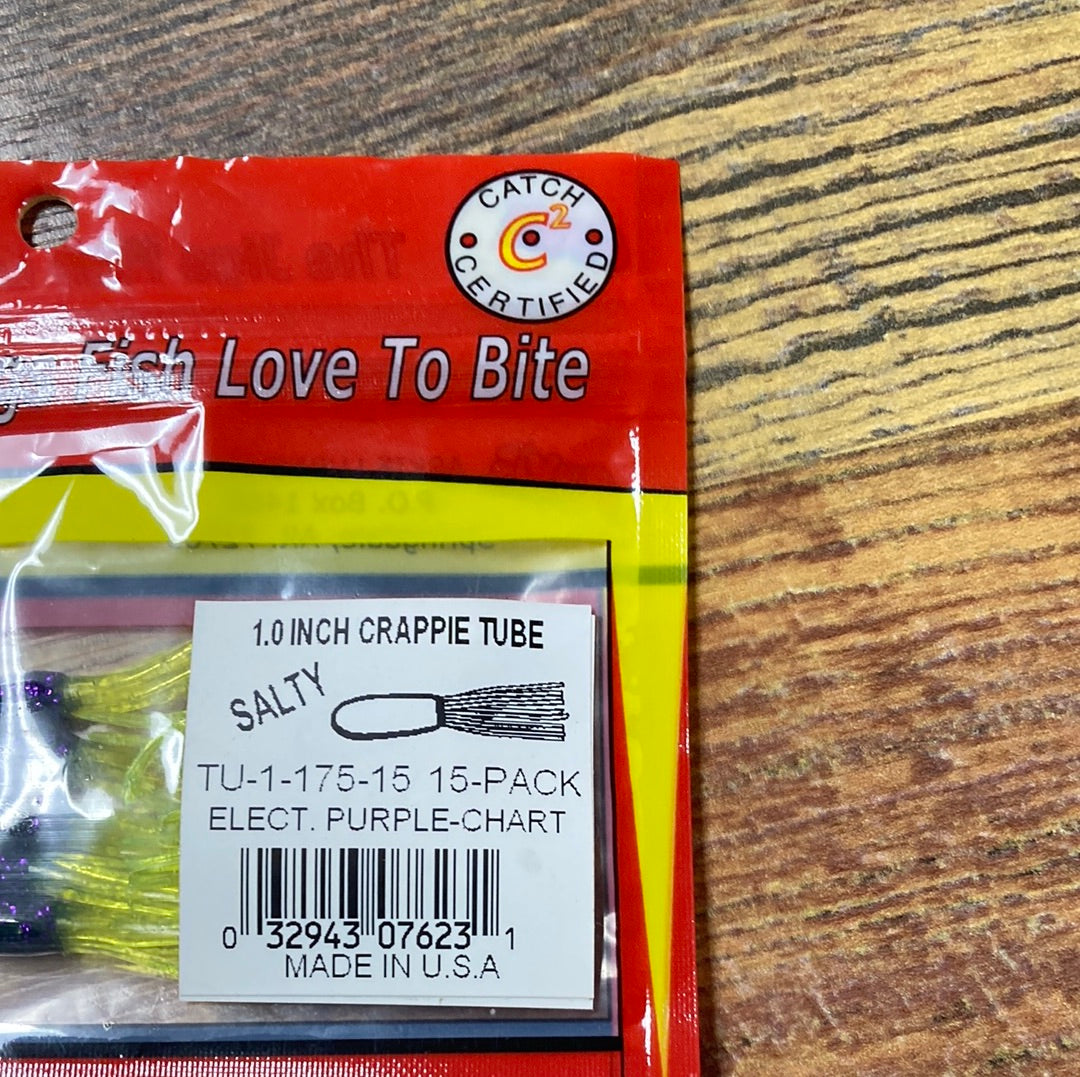 CATCH
C2
CERTIFIED
Fish Love To Bite
P.O. Box
1.0 INCH CRAPPIE TUBE
SALTY
TU-1-175-15 15-PACK
ELECT. PURPLE-CHART
0 32943 07623 1
MADE IN U.S.A